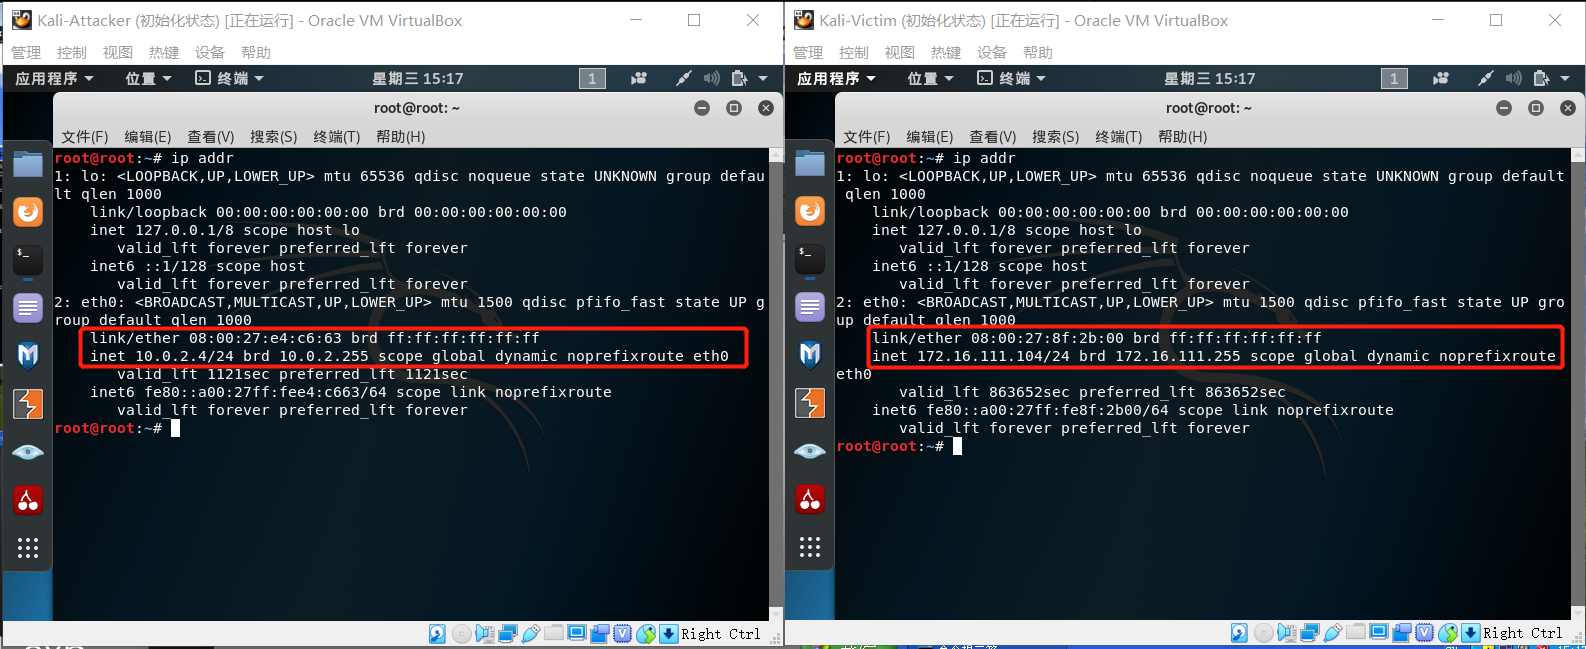 Kali-Attacker (初始化状态) [正在运行] - Oracle VM VirtualBox
管理 控制 视图 热键 设备 帮助
应用程序 位置 终端 星期三 15:17 1
root@root: ~
文件(F) 编辑(E) 查看(V) 搜索(S) 终端(T) 帮助(H)
root@root:~# ip addr
1: lo: <LOOPBACK,UP,LOWER_UP> mtu 65536 qdisc noqueue state UNKNOWN group defau
lt qlen 1000
link/loopback 00:00:00:00:00:00 brd 00:00:00:00:00:00
inet 127.0.0.1/8 scope host lo
valid_lft forever preferred_lft forever
inet6 ::1/128 scope host
valid_lft forever preferred_lft forever
2: eth0: <BROADCAST,MULTICAST,UP,LOWER_UP> mtu 1500 qdisc pfifo_fast state UP g
roup default qlen 1000
link/ether 08:00:27:e4:c6:63 brd ff:ff:ff:ff:ff:ff
inet 10.0.2.4/24 brd 10.0.2.255 scope global dynamic noprefixroute eth0
valid_lft 1121sec preferred_lft 1121sec
inet6 fe80::a00:27ff:fee4:c663/64 scope link noprefixroute
valid_lft forever preferred_lft forever
root@root:~#
Right Ctrl
Kali-Victim (初始化状态) [正在运行] - Oracle VM VirtualBox
管理 控制 视图 热键 设备 帮助
应用程序 位置 终端 星期三 15:17 1
root@root: ~
文件(F) 编辑(E) 查看(V) 搜索(S) 终端(T) 帮助(H)
root@root:~# ip addr
1: lo: <LOOPBACK,UP,LOWER_UP> mtu 65536 qdisc noqueue state UNKNOWN group default
qlen 1000
link/loopback 00:00:00:00:00:00 brd 00:00:00:00:00:00
inet 127.0.0.1/8 scope host lo
valid_lft forever preferred_lft forever
inet6 ::1/128 scope host
valid_lft forever preferred_lft forever
2: eth0: <BROADCAST,MULTICAST,UP,LOWER_UP> mtu 1500 qdisc pfifo_fast state UP gro
up default qlen 1000
link/ether 08:00:27:8f:2b:00 brd ff:ff:ff:ff:ff:ff
inet 172.16.111.104/24 brd 172.16.111.255 scope global dynamic noprefixroute
eth0
valid_lft 863652sec preferred_lft 863652sec
inet6 fe80::a00:27ff:fe8f:2b00/64 scope link noprefixroute
valid_lft forever preferred_lft forever
root@root:~#
Right Ctrl